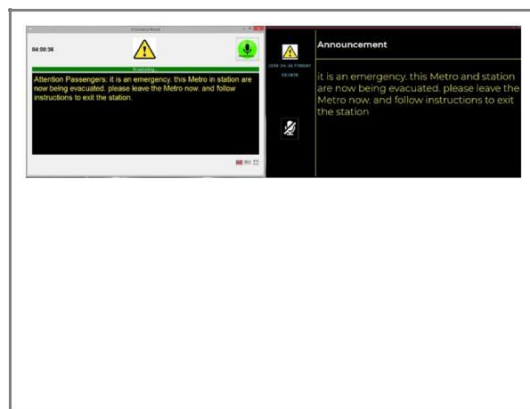 04:00:36
Attention Passengers: it is an emergency. this Metro in station are
now being evacuated. please leave the Metro now. and follow
instructions to exit the station.
Announcement
it is an emergency. this Metro and station
are now being evacuated. please leave the
Metro now. and follow instructions to exit
the station